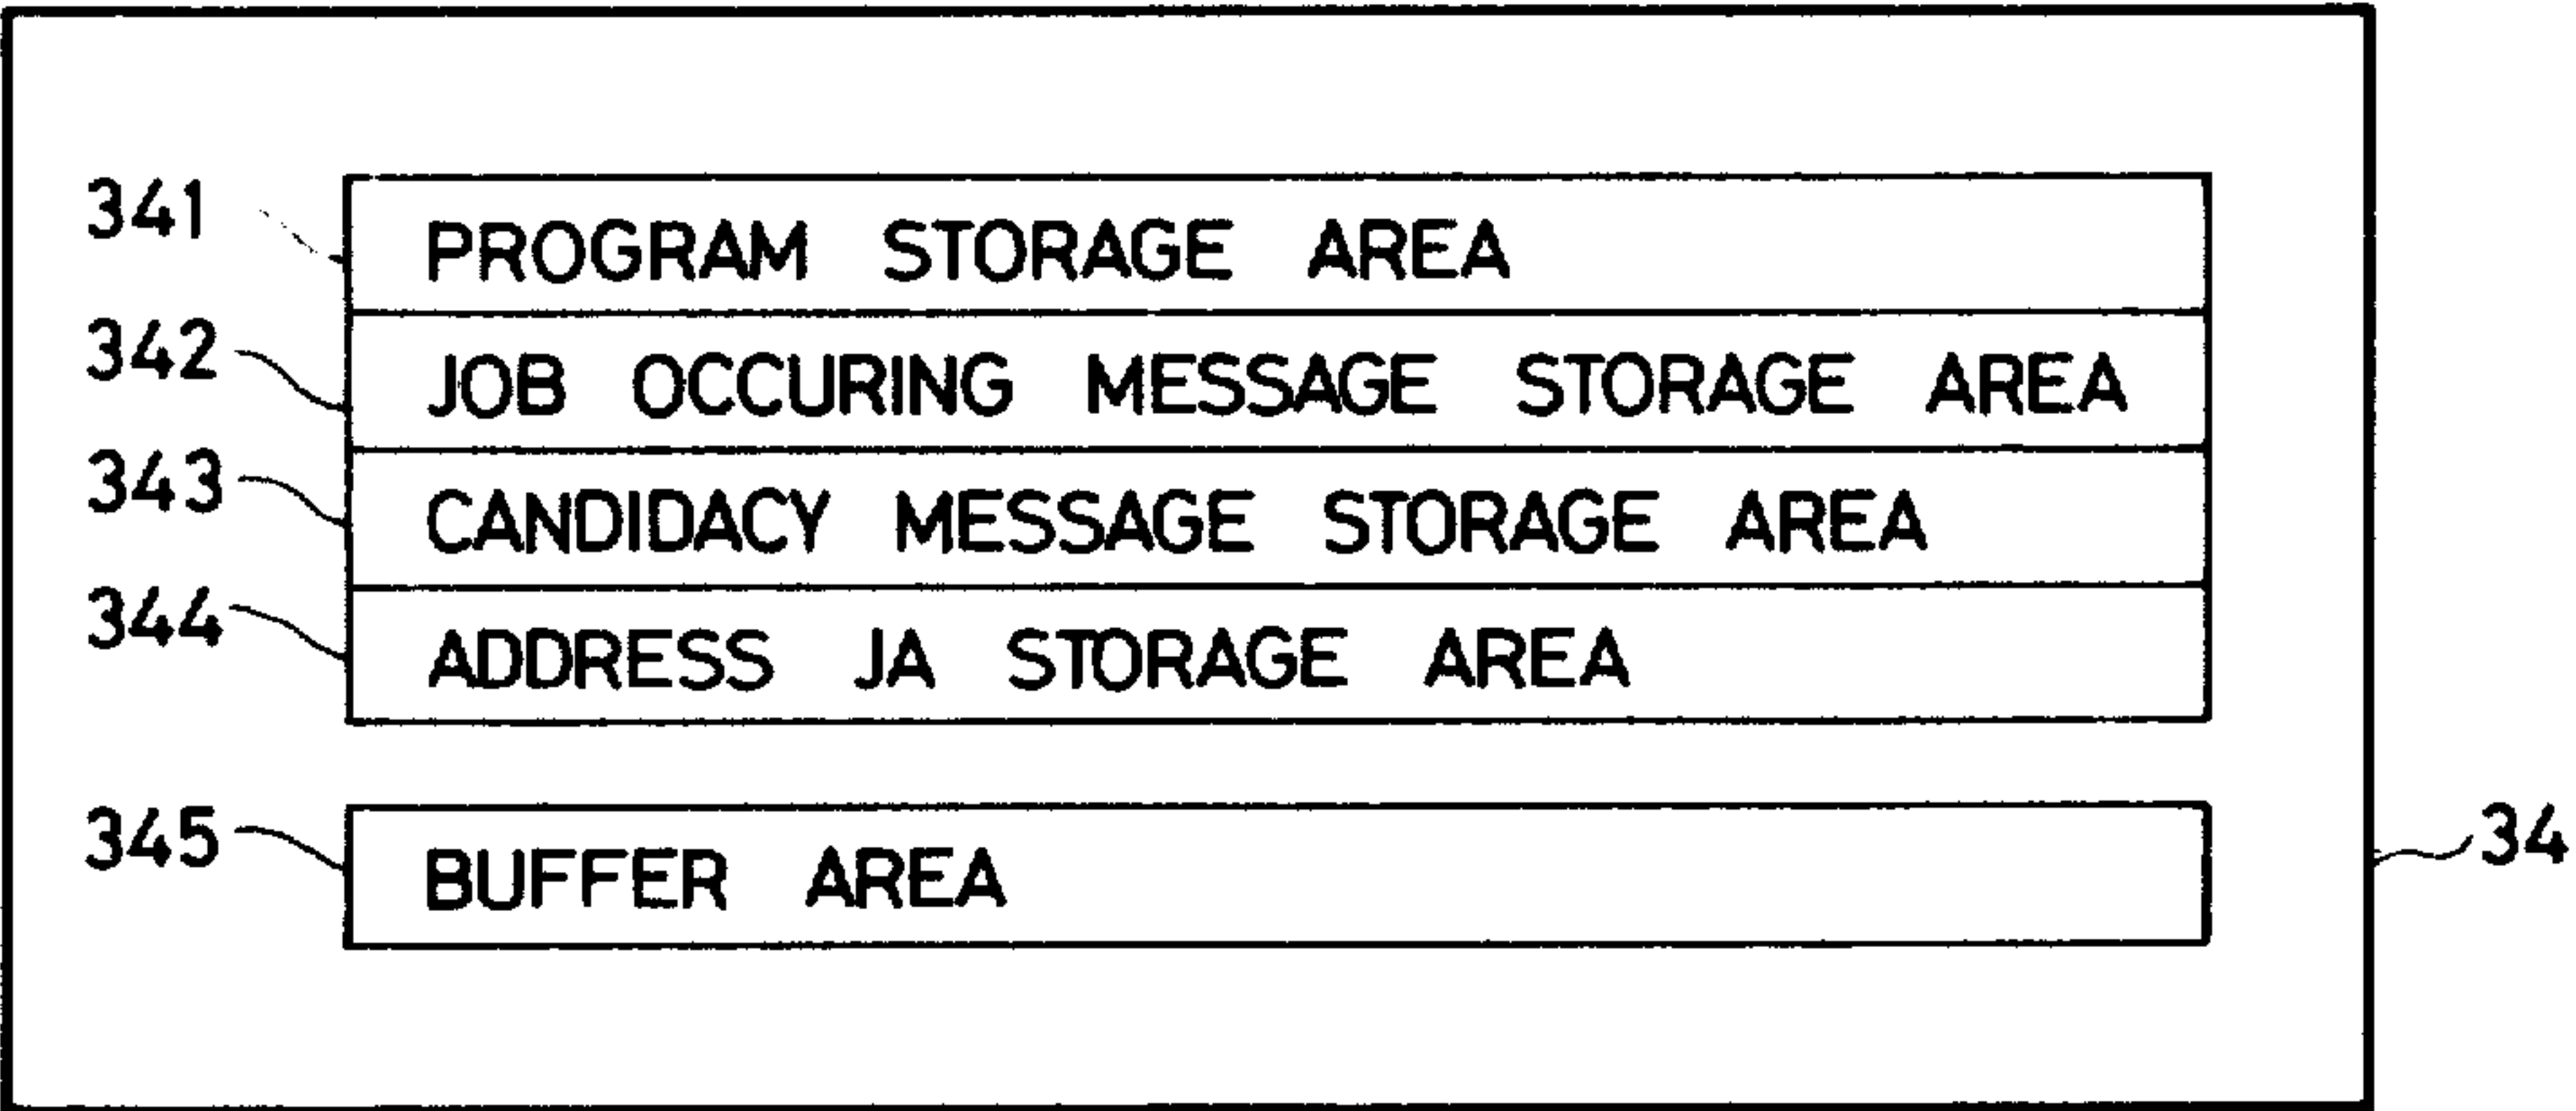 341 PROGRAM STORAGE AREA
342 JOB OCCURING MESSAGE STORAGE AREA
343 CANDIDACY MESSAGE STORAGE AREA
344 ADDRESS JA STORAGE AREA
345 BUFFER AREA
34